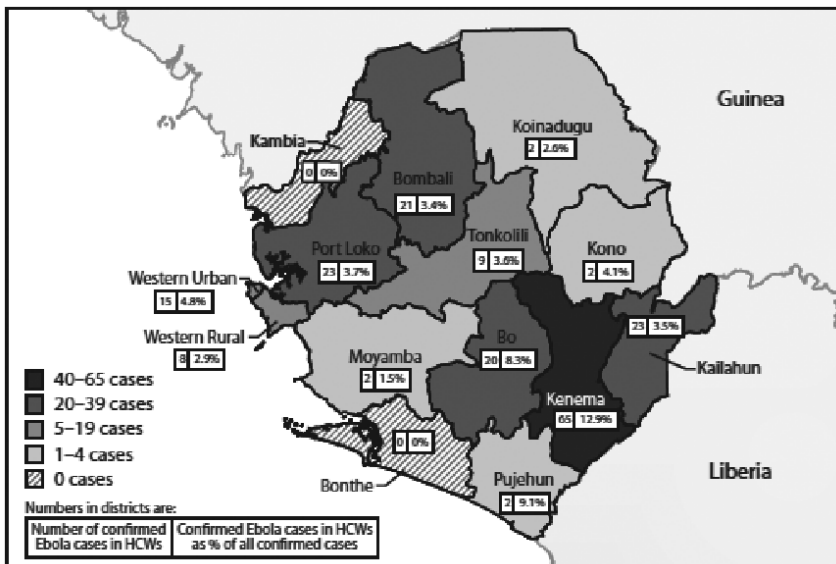 Guinea
Kambia
0 0%
Koinadugu
2 2.6%
Bombali
21 3.4%
Port Loko
23 3.7%
Tonkolili
9 3.6%
Kono
2 4.1%
Western Urban
15 4.8%
Western Rural
8 2.9%
23 3.5%
Kailahun
Bo
20 8.3%
Moyamba
2 1.5%
Kenema
65 12.9%
0 0%
Bonthe
Pujehun
2 9.1%
Liberia
40–65 cases
20–39 cases
5–19 cases
1–4 cases
0 cases
Numbers in districts are:
Number of confirmed
Ebola cases in HCWs
Confirmed Ebola cases in HCWs
as % of all confirmed cases